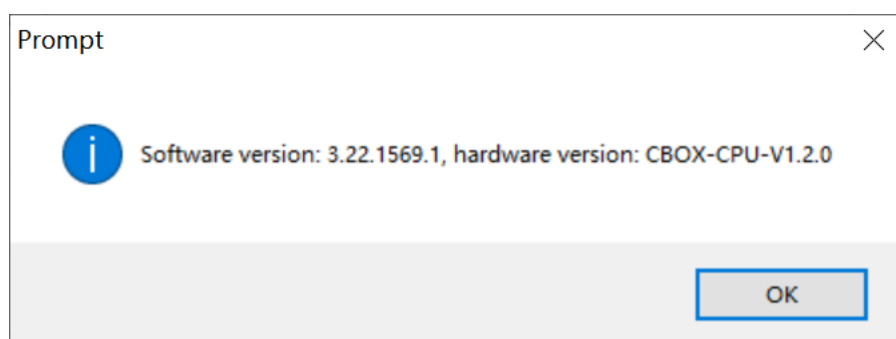 Prompt
Software version: 3.22.1569.1, hardware version: CBOX-CPU-V1.2.0
OK